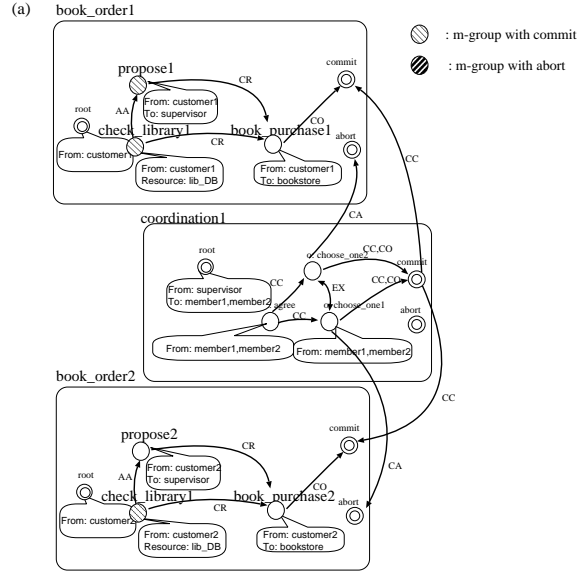 (a)
book_order1
: m-group with commit
: m-group with abort
propose1
commit
CR
From: customer1
To: supervisor
root
AA
CO
check_library1
book_purchase1
From: customer1
CR
abort
From: customer1
Resource: lib_DB
From: customer1
To: bookstore
CC
CA
coordination1
root
o_choose_one2
CC,CO
commit
From: supervisor
To: member1,member2
CC
EX
CC,CO
agree
CC
o_choose_one1
abort
From: member1,member2
From: member1,member2
book_order2
CC
propose2
commit
CR
From: customer2
To: supervisor
CA
root
AA
CO
check_library1
book_purchase2
abort
From: customer2
CR
From: customer2
Resource: lib_DB
From: customer2
To: bookstore